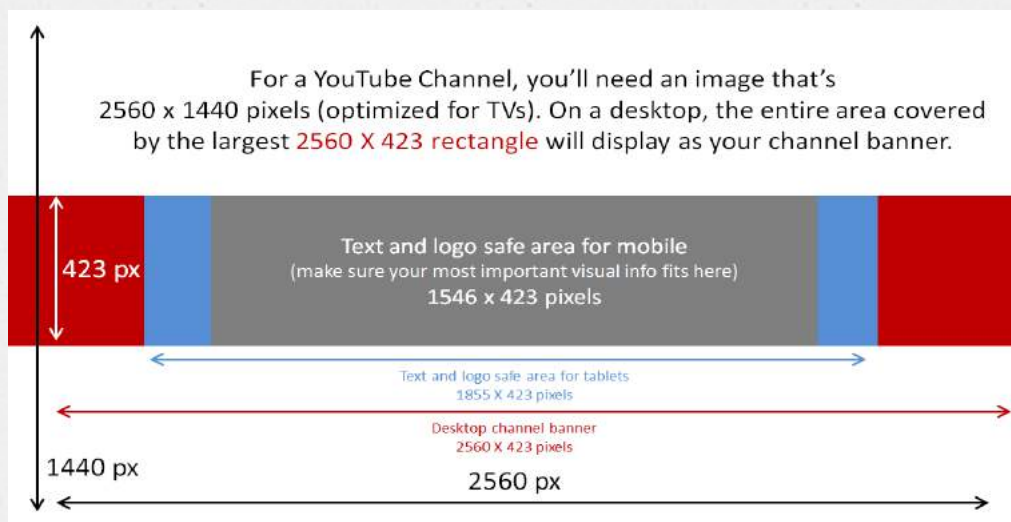 For a YouTube Channel, you’ll need an image that’s
2560 x 1440 pixels (optimized for TVs). On a desktop, the entire area covered
by the largest 2560 X 423 rectangle will display as your channel banner.
423 px
Text and logo safe area for mobile
(make sure your most important visual info fits here)
1546 x 423 pixels
Text and logo safe area for tablets
1855 X 423 pixels
Desktop channel banner
2560 X 423 pixels
1440 px
2560 px